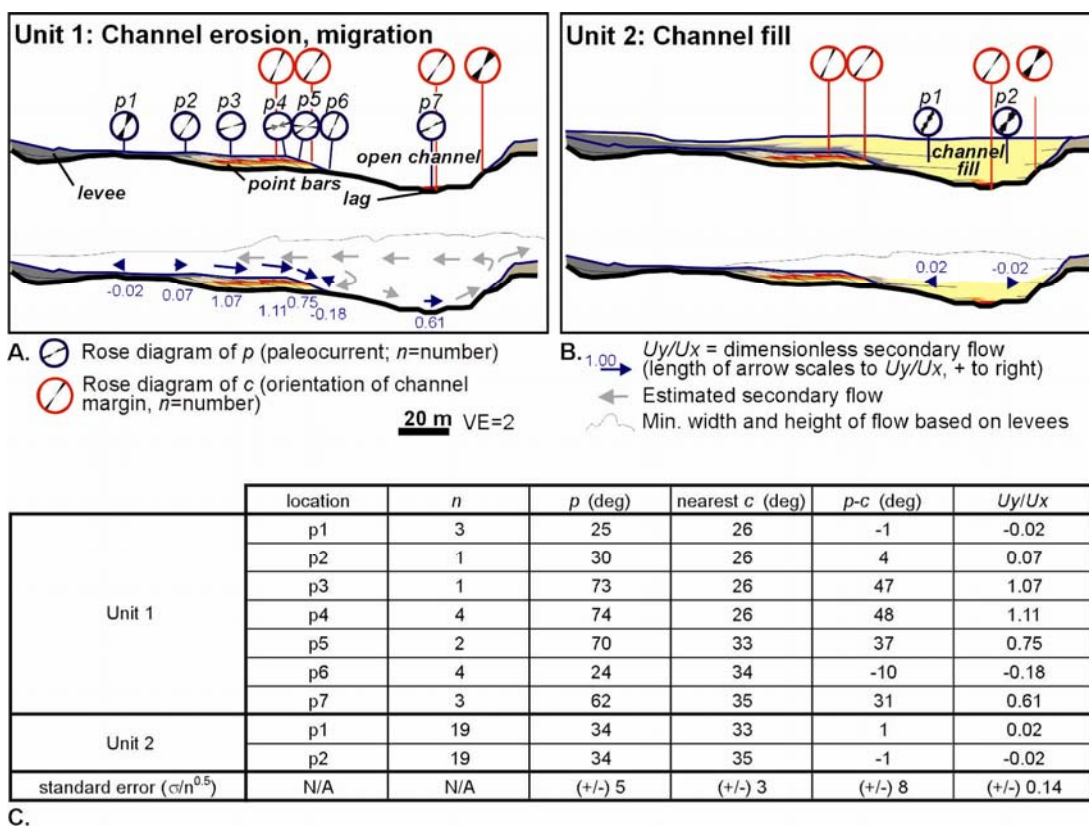 Unit 1: Channel erosion, migration
p1 p2 p3 p4 p5 p6 p7
open channel
levee
point bars
lag
-0.02 0.07 1.07 1.11 0.75 -0.18 0.61
Unit 2: Channel fill
p1 p2
channel fill
0.02 -0.02
A.
Rose diagram of p (paleocurrent; n=number)
Rose diagram of c (orientation of channel
margin, n=number)
20 m VE=2
B.
1.00
Uy/Ux = dimensionless secondary flow
(length of arrow scales to Uy/Ux, + to right)
Estimated secondary flow
Min. width and height of flow based on levees
location n p (deg) nearest c (deg) p-c (deg) Uy/Ux
Unit 1
p1 3 25 26 -1 -0.02
p2 1 30 26 4 0.07
p3 1 73 26 47 1.07
p4 4 74 26 48 1.11
p5 2 70 33 37 0.75
p6 4 24 34 -10 -0.18
p7 3 62 35 31 0.61
Unit 2
p1 19 34 33 1 0.02
p2 19 34 35 -1 -0.02
standard error (σ/n^0.5) N/A N/A (+/-) 5 (+/-) 3 (+/-) 8 (+/-) 0.14
C.